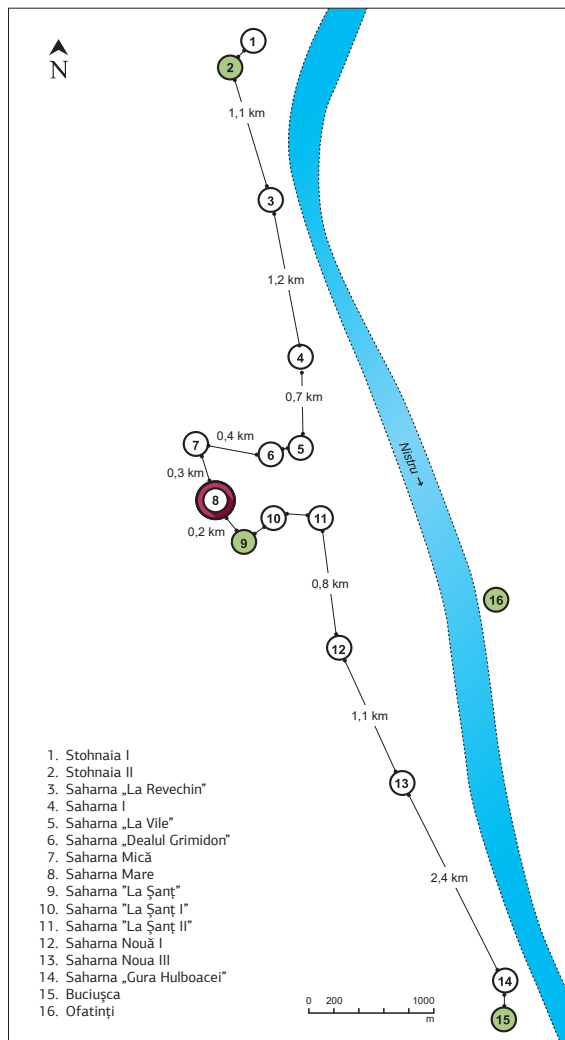 N
1
2
1,1 km
3
1,2 km
4
0,7 km
0,4 km
7
6
5
0,3 km
8
10
11
0,2 km
9
Nistru →
0,8 km
16
12
1,1 km
13
2,4 km
14
15
1. Stohnaia I
2. Stohnaia II
3. Saharna „La Revechin”
4. Saharna I
5. Saharna „La Vile”
6. Saharna „Dealul Grimidon”
7. Saharna Mică
8. Saharna Mare
9. Saharna "La Șanț”
10. Saharna "La Șanț I”
11. Saharna "La Șanț II”
12. Saharna Nouă I
13. Saharna Noua III
14. Saharna „Gura Hulboacei”
15. Buciușca
16. Ofatinți
0 200 1000
m